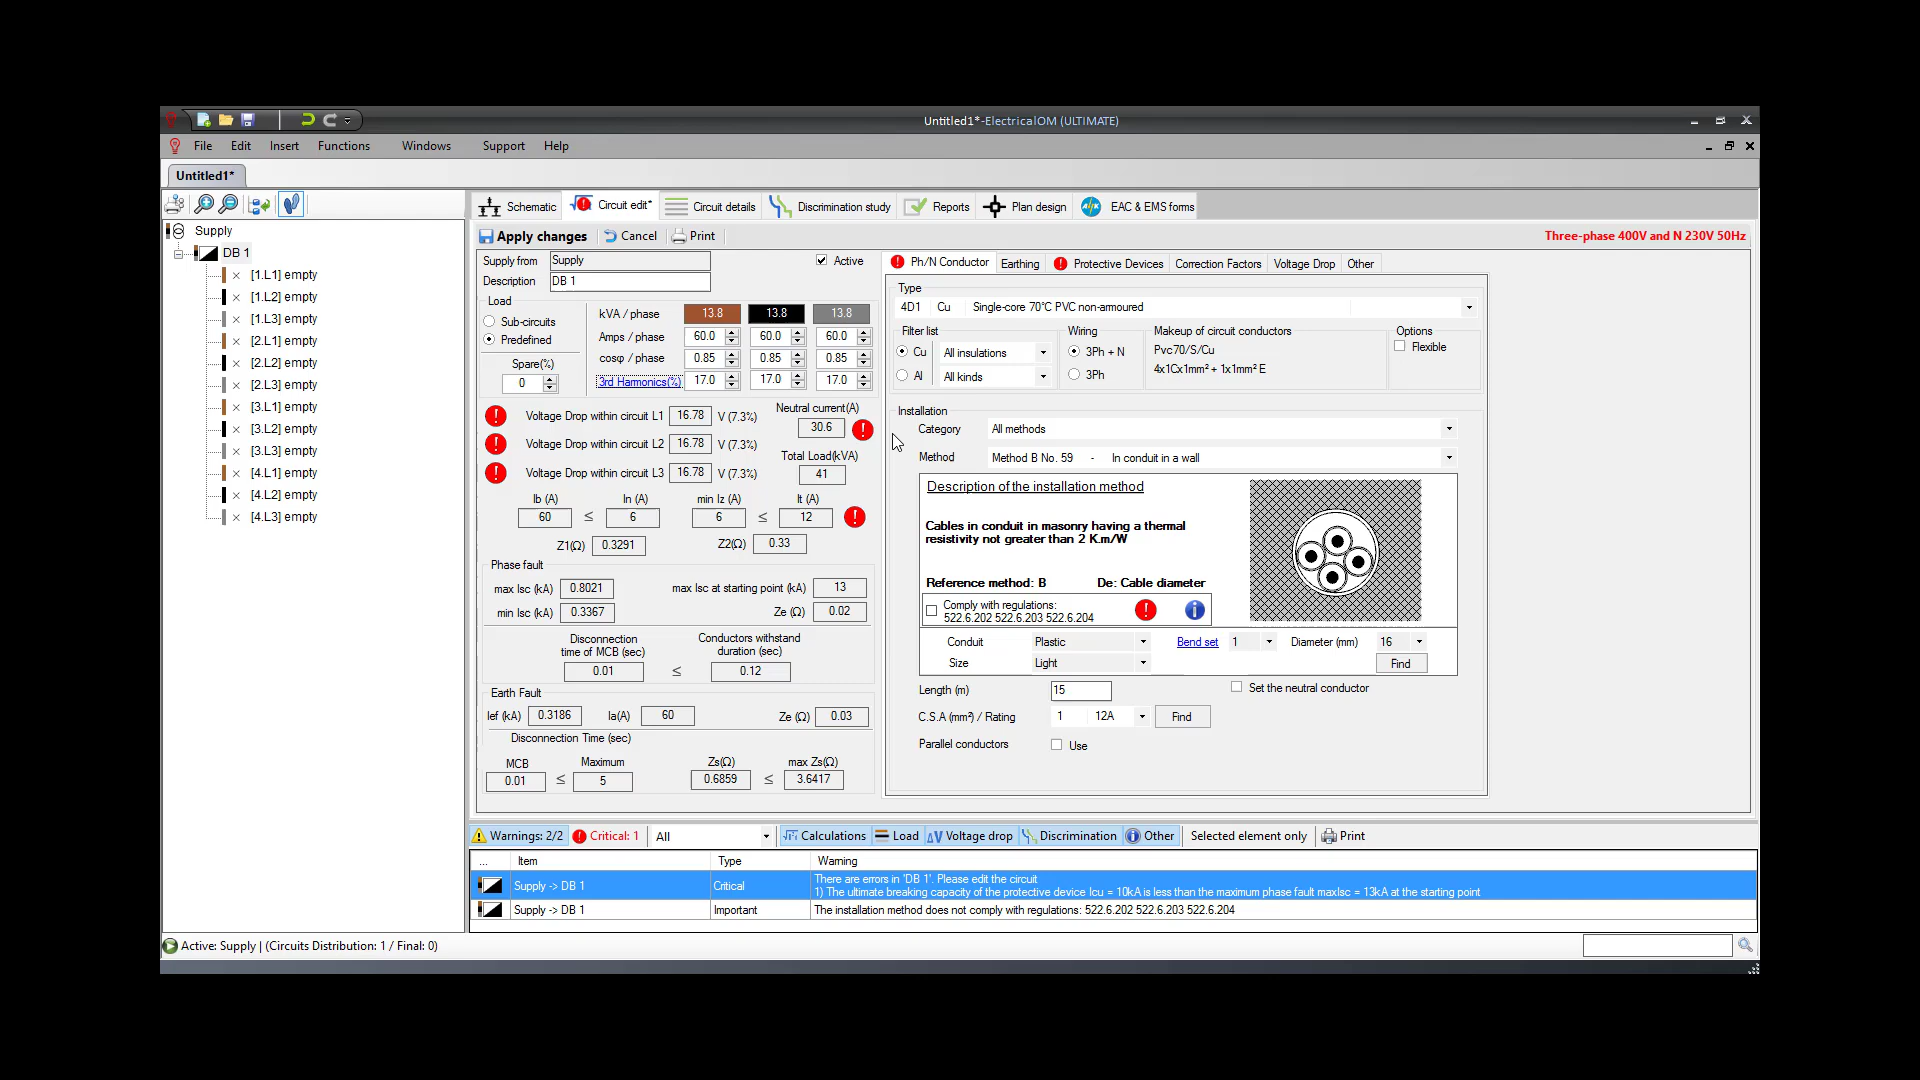 Untitled1*-ElectricalOM (ULTIMATE)
File Edit Insert Functions Windows Support Help
Untitled1*
Schematic Circuit edit* Circuit details Discrimination study Reports Plan design EAC & EMS forms
Supply
DB 1
[1.L1] empty
[1.L2] empty
[1.L3] empty
[2.L1] empty
[2.L2] empty
[2.L3] empty
[3.L1] empty
[3.L2] empty
[3.L3] empty
[4.L1] empty
[4.L2] empty
[4.L3] empty
Apply changes Cancel Print Three-phase 400V and N 230V 50Hz
Supply from Supply Active
Description DB 1
Load
Sub-circuits
Predefined
Spare(%)
0
kVA / phase 13.8 13.8 13.8
Amps / phase 60.0 60.0 60.0
cosφ / phase 0.85 0.85 0.85
3rd Harmonics(%) 17.0 17.0 17.0
Voltage Drop within circuit L1 16.78 V (7.3%)
Voltage Drop within circuit L2 16.78 V (7.3%)
Voltage Drop within circuit L3 16.78 V (7.3%)
Neutral current(A)
30.6
Total Load(kVA)
41
Ib (A) In (A) min Iz (A) It (A)
60 ≤ 6 6 ≤ 12
Z1(Ω) 0.3291 Z2(Ω) 0.33
Phase fault
max Isc (kA) 0.8021 max Isc at starting point (kA) 13
min Isc (kA) 0.3367 Ze (Ω) 0.02
Disconnection
time of MCB (sec)
0.01
≤
Conductors withstand
duration (sec)
0.12
Earth Fault
Ief (kA) 0.3186 Ia(A) 60 Ze (Ω) 0.03
Disconnection Time (sec)
MCB Maximum Zs(Ω) max Zs(Ω)
0.01 ≤ 5 0.6859 ≤ 3.6417
Ph/N Conductor Earthing Protective Devices Correction Factors Voltage Drop Other
Type
4D1 Cu Single-core 70°C PVC non-armoured
Filter list
Cu All insulations
Al All kinds
Wiring
3Ph + N
3Ph
Makeup of circuit conductors
Pvc70/S/Cu
4x1Cx1mm² + 1x1mm² E
Options
Flexible
Installation
Category All methods
Method Method B No. 59 - In conduit in a wall
Description of the installation method
Cables in conduit in masonry having a thermal
resistivity not greater than 2 K.m/W
Reference method: B De: Cable diameter
Comply with regulations:
522.6.202 522.6.203 522.6.204
Conduit Plastic Bend set 1 Diameter (mm) 16
Size Light Find
Length (m) 15 Set the neutral conductor
C.S.A (mm²) / Rating 1 12A Find
Parallel conductors Use
Warnings: 2/2 Critical: 1 All Calculations Load Voltage drop Discrimination Other Selected element only Print
... Item Type Warning
Supply -> DB 1 Critical There are errors in 'DB 1'. Please edit the circuit
1) The ultimate breaking capacity of the protective device Icu = 10kA is less than the maximum phase fault maxIsc = 13kA at the starting point
Supply -> DB 1 Important The installation method does not comply with regulations: 522.6.202 522.6.203 522.6.204
Active: Supply | (Circuits Distribution: 1 / Final: 0)